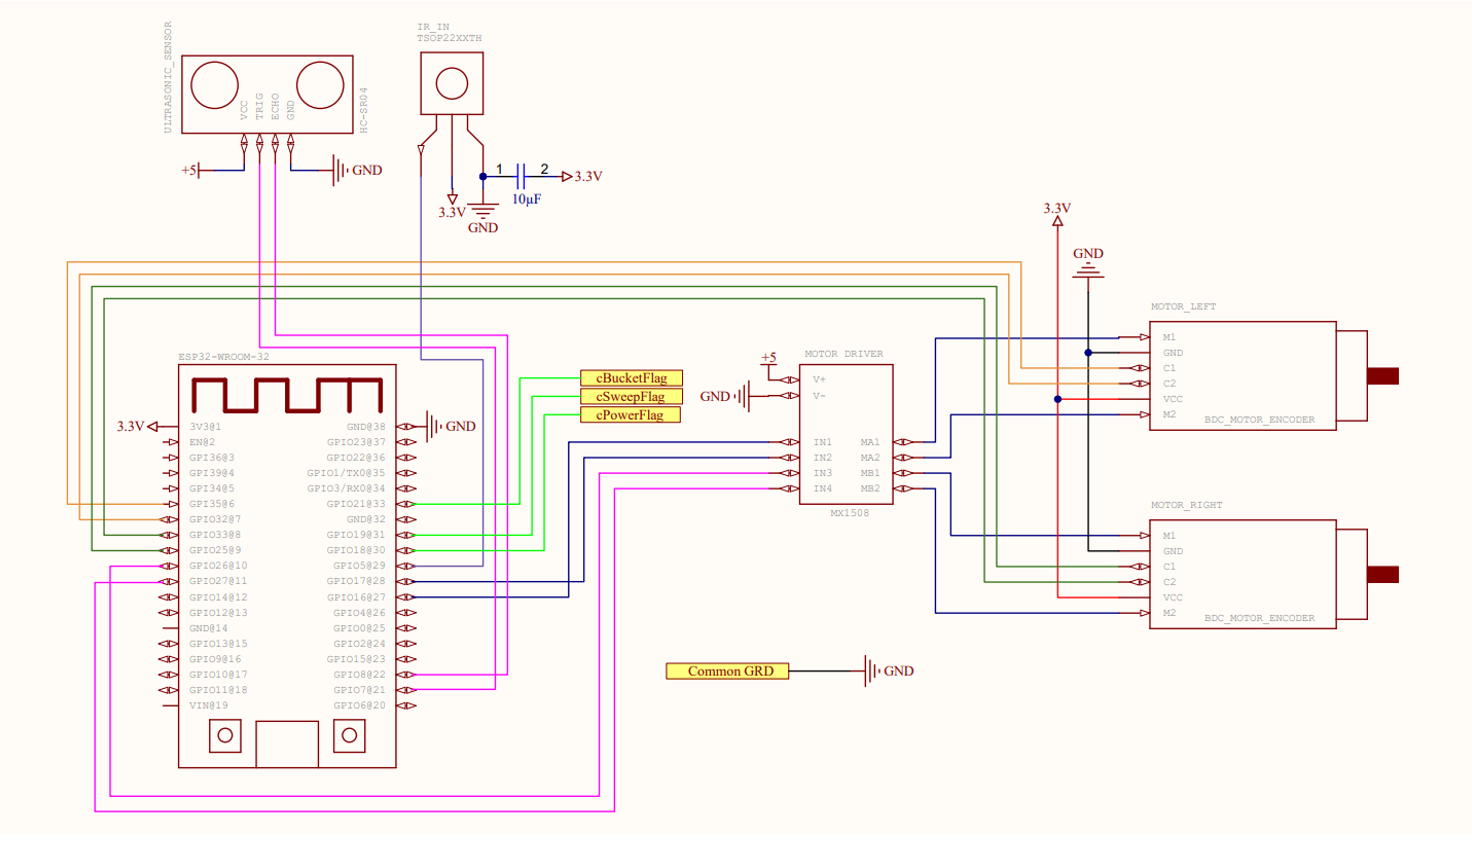 ULTRASONIC_SENSOR
VCC
TRIG
ECHO
GND
HC-SR04
+5
GND
IR_IN
TSOP22XXTH
3.3V
GND
1
2
10µF
3.3V
ESP32-WROOM-32
3.3V
3V3@1
EN@2
GPI36@3
GPI39@4
GPI34@5
GPI35@6
GPIO32@7
GPIO33@8
GPIO25@9
GPIO26@10
GPIO27@11
GPIO14@12
GPIO12@13
GND@14
GPIO13@15
GPIO9@16
GPIO10@17
GPIO11@18
VIN@19
GND@38
GPIO23@37
GPIO22@36
GPIO1/TX0@35
GPIO3/RX0@34
GPIO21@33
GND@32
GPIO19@31
GPIO18@30
GPIO5@29
GPIO17@28
GPIO16@27
GPIO4@26
GPIO0@25
GPIO2@24
GPIO15@23
GPIO8@22
GPIO7@21
GPIO6@20
GND
cBucketFlag
cSweepFlag
cPowerFlag
MOTOR DRIVER
+5
GND
V+
V-
IN1
IN2
IN3
IN4
MA1
MA2
MB1
MB2
MX1508
3.3V
GND
MOTOR_LEFT
M1
GND
C1
C2
VCC
M2
BDC_MOTOR_ENCODER
MOTOR_RIGHT
M1
GND
C1
C2
VCC
M2
BDC_MOTOR_ENCODER
Common GRD
GND